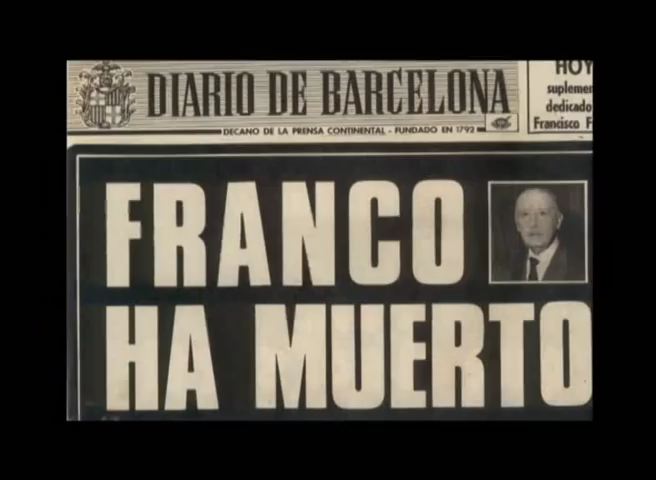 DIARIO DE BARCELONA
DECANO DE LA PRENSA CONTINENTAL - FUNDADO EN 1792
HOY
suplemen
dedicado
Francisco F
FRANCO
HA MUERTO